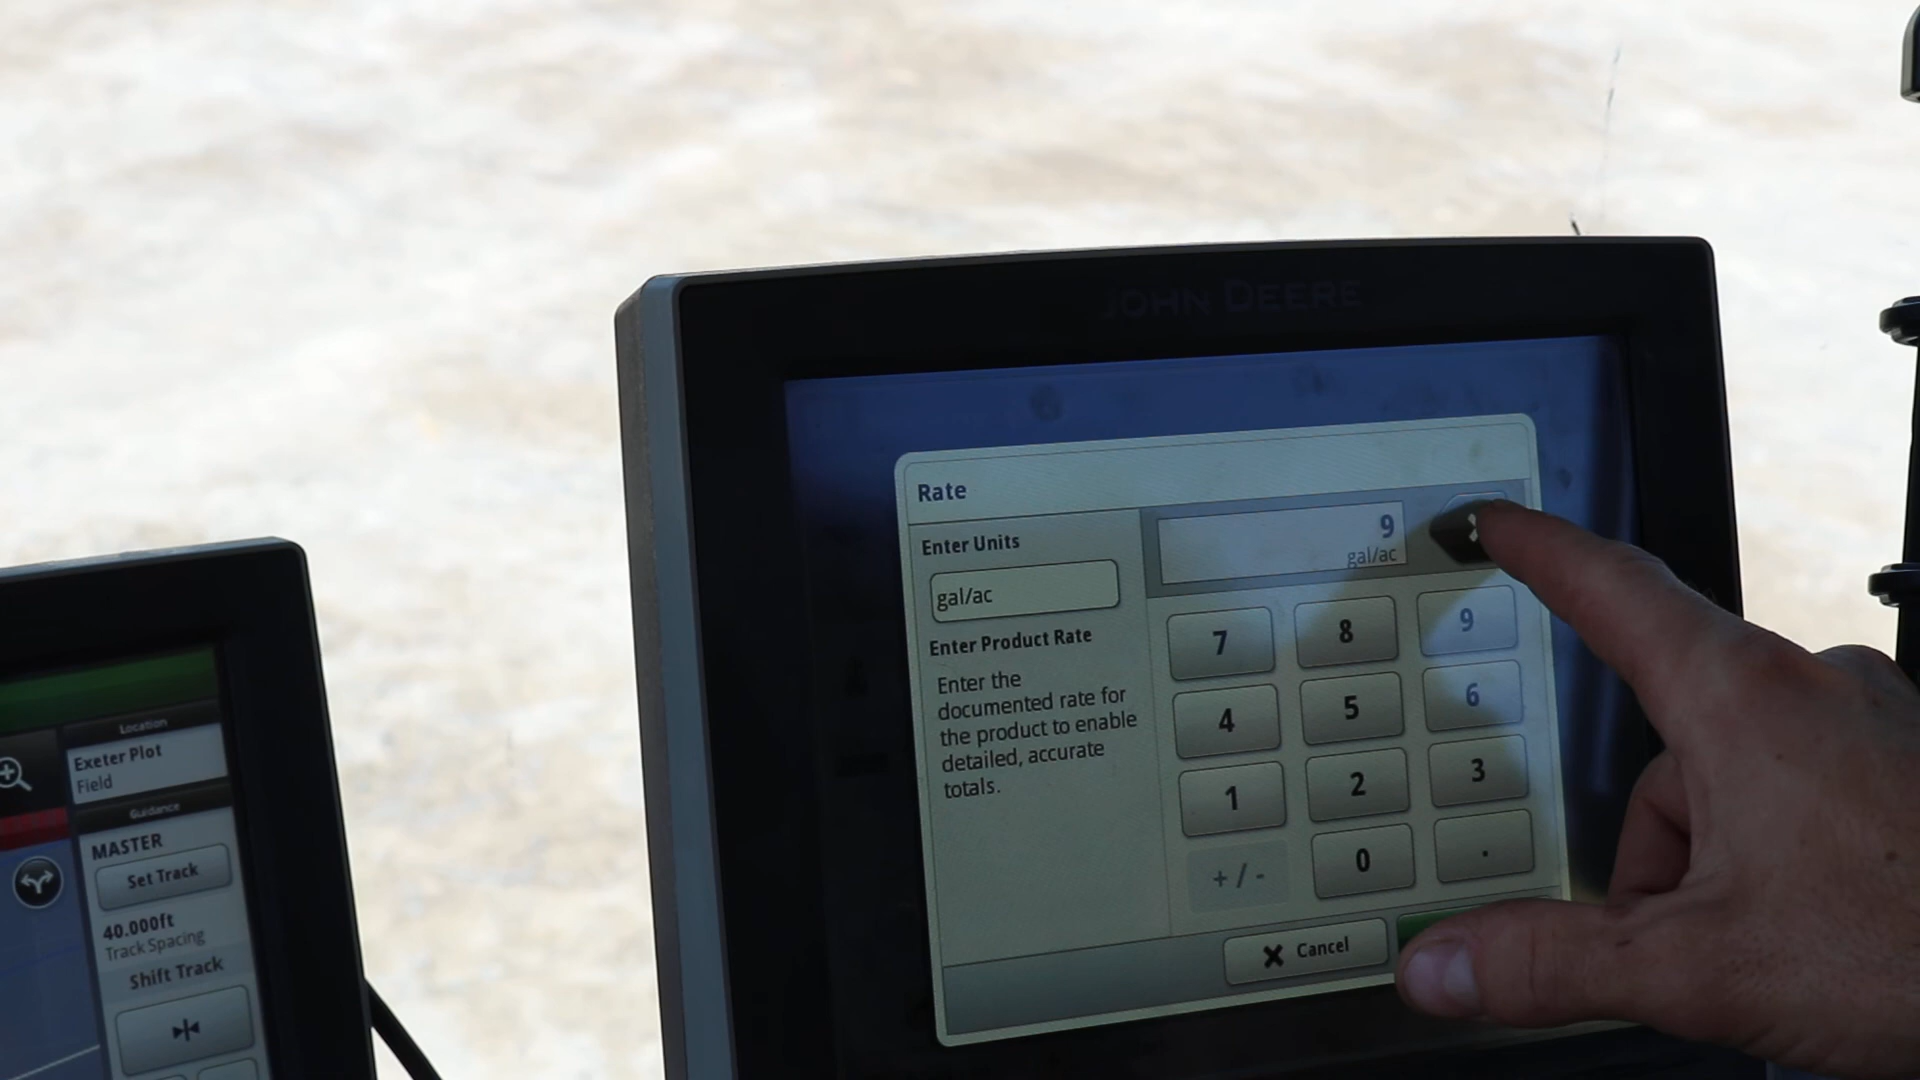 JOHN DEERE
Rate
Enter Units
gal/ac
9
gal/ac
Enter Product Rate
Enter the
documented rate for
the product to enable
detailed, accurate
totals.
7 8 9
4 5 6
1 2 3
+ / - 0 .
Cancel
Location
Exeter Plot
Field
Guidance
MASTER
Set Track
40.000ft
Track Spacing
Shift Track